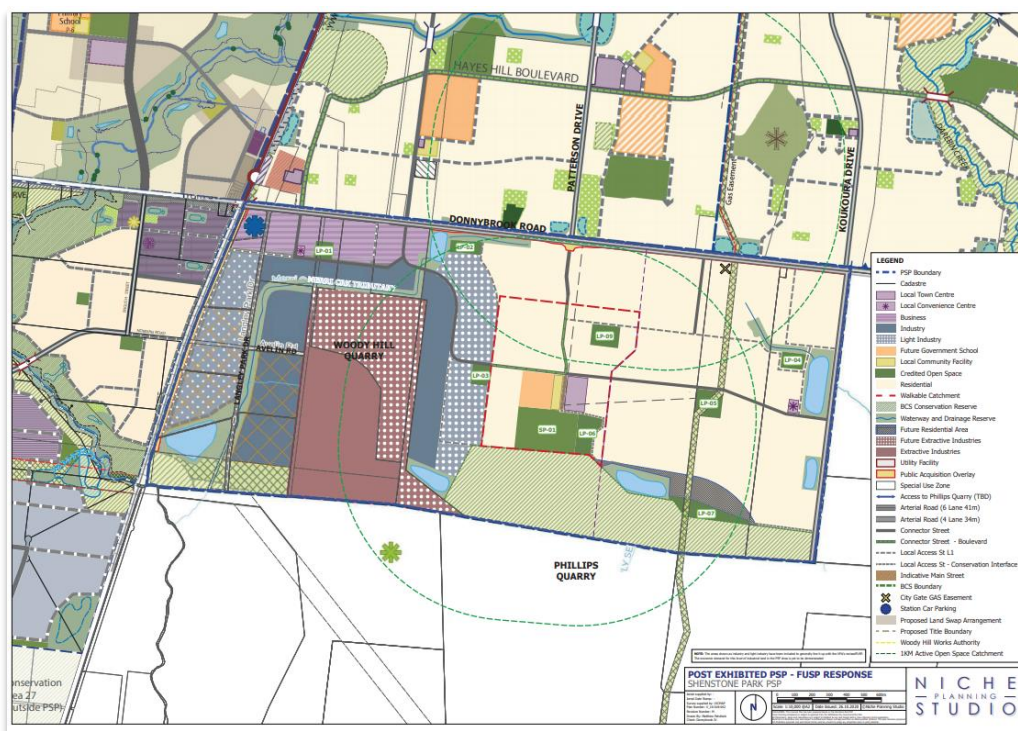 School
HAYES HILL BOULEVARD
PATTERSON DRIVE
Gas Easement
KOUKOURA DRIVE
DONNYBROOK ROAD
LP-01
LP-02
MERRI CRK TRIBUTARY
WOODY HILL
QUARRY
LANGLEY PARK DR
LP-03
LP-09
LP-04
LP-05
SP-01
LP-06
LP-07
PHILLIPS
QUARRY
LEGEND
PSP Boundary
Cadastre
Local Town Centre
Local Convenience Centre
Business
Industry
Light Industry
Future Government School
Local Community Facility
Credited Open Space
Residential
Walkable Catchment
BCS Conservation Reserve
Waterway and Drainage Reserve
Future Residential Area
Future Extractive Industries
Extractive Industries
Utility Facility
Public Acquisition Overlay
Special Use Zone
Access to Phillips Quarry (TBD)
Arterial Road (6 Lane 41m)
Arterial Road (4 Lane 34m)
Connector Street
Connector Street - Boulevard
Local Access St L1
Local Access St - Conservation Interface
Indicative Main Street
BCS Boundary
City Gate GAS Easement
Station Car Parking
Proposed Land Swap Arrangement
Proposed Title Boundary
Woody Hill Works Authority
1KM Active Open Space Catchment
POST EXHIBITED PSP - FUSP RESPONSE
SHENSTONE PARK PSP
N
NICHE
PLANNING
STUDIO